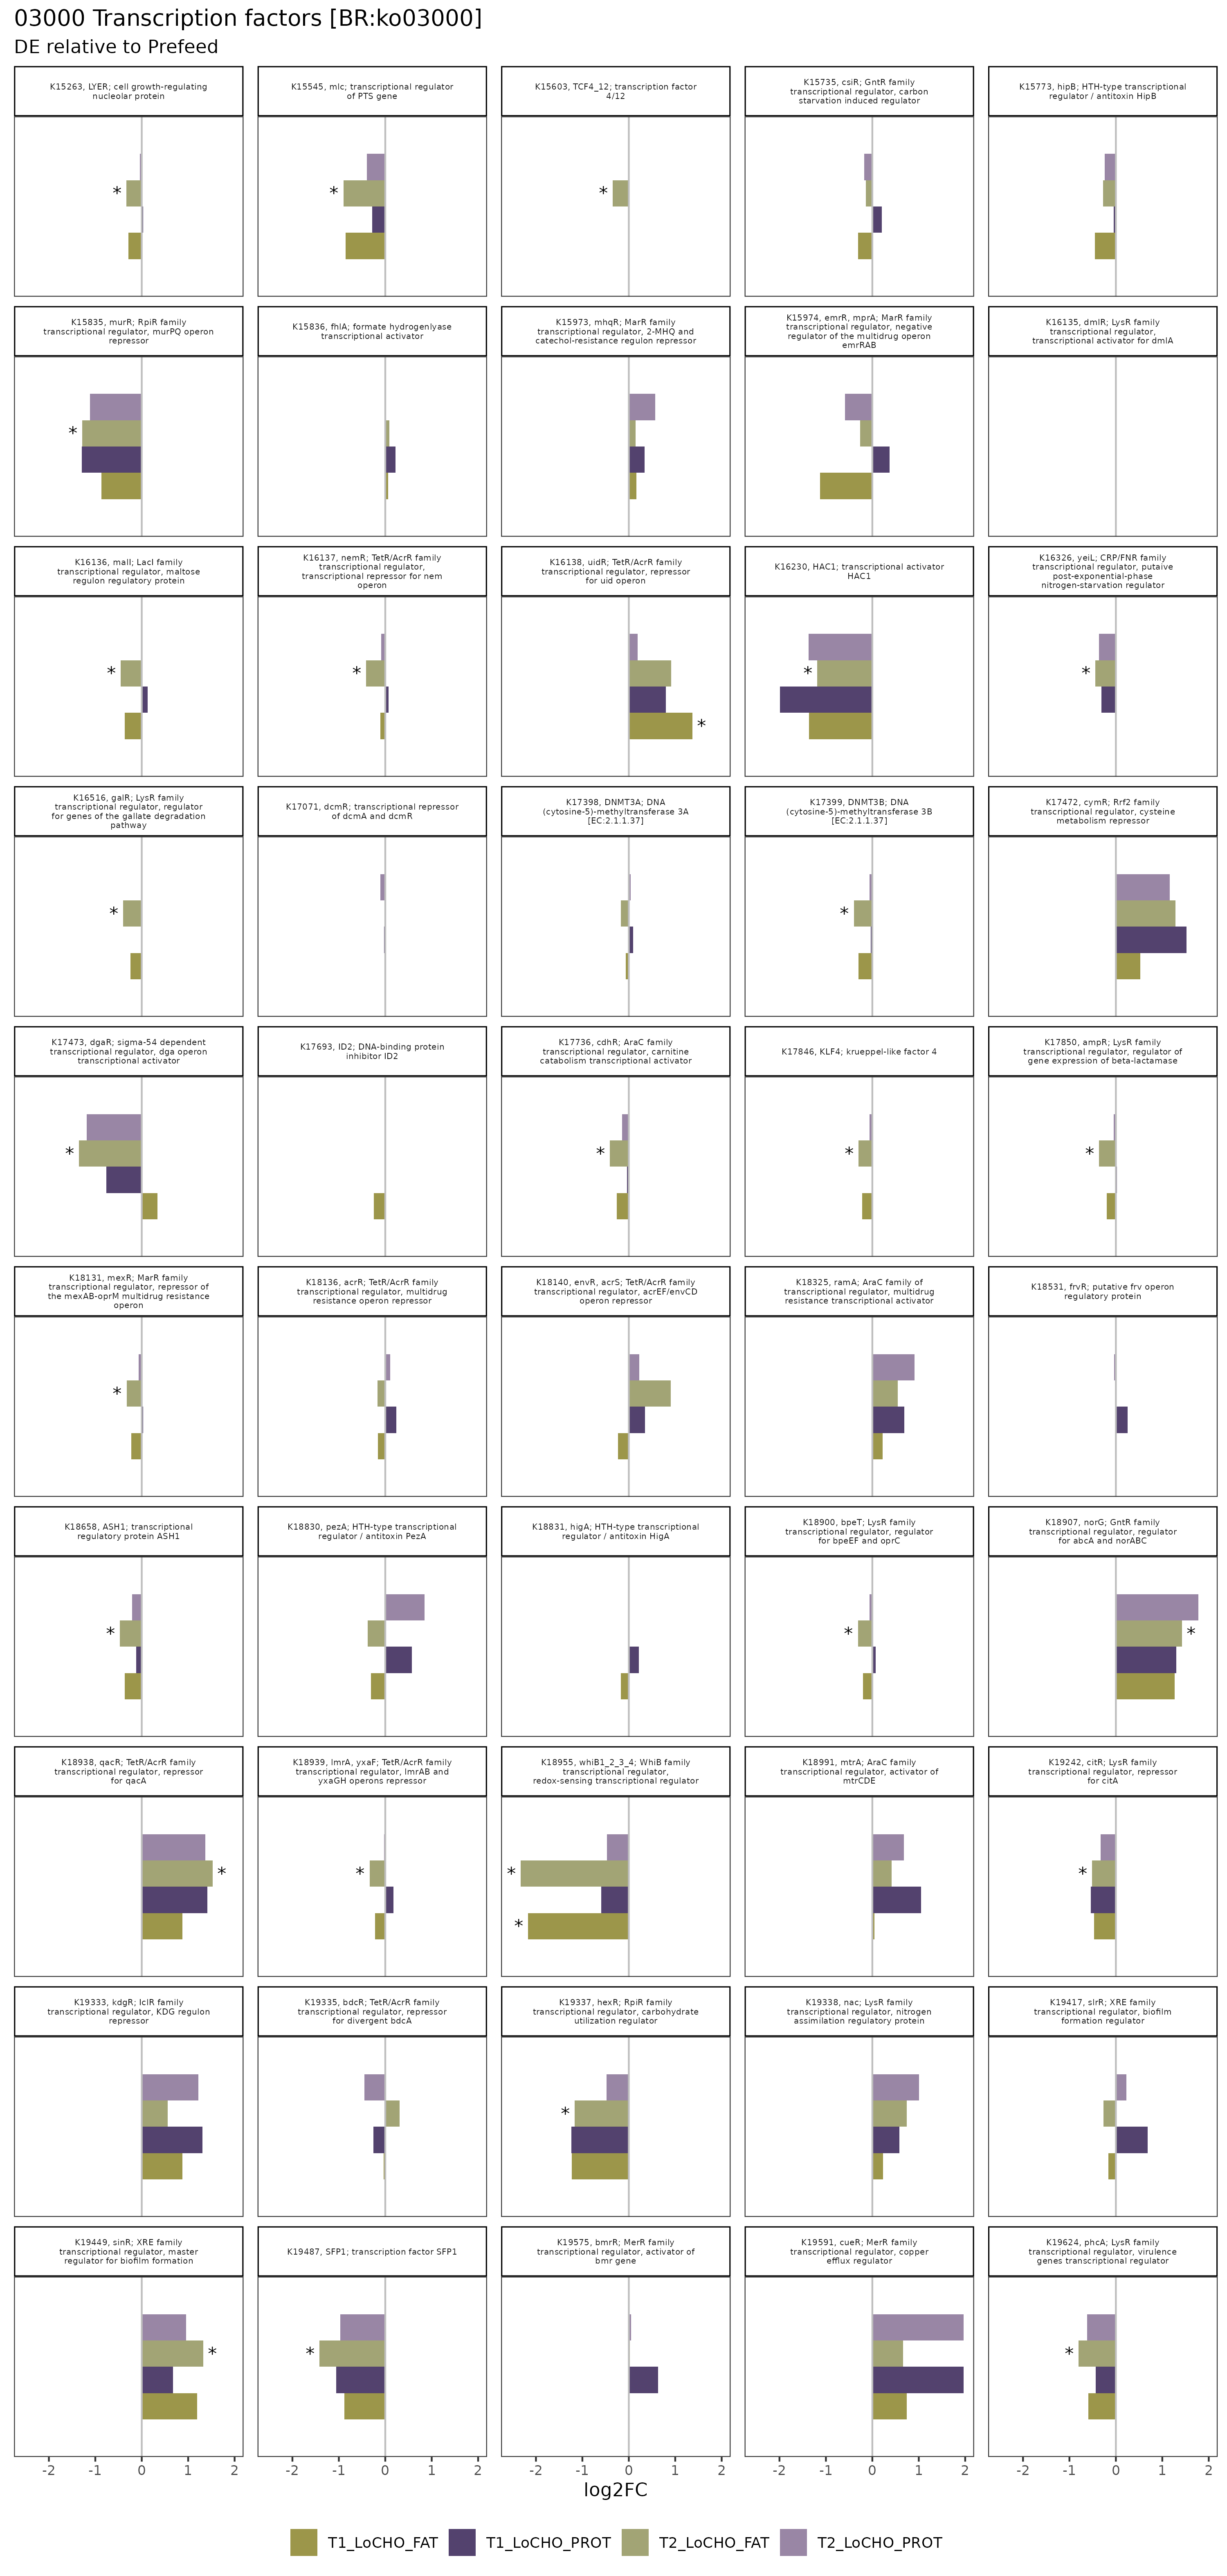 03000 Transcription factors [BR:ko03000]
DE relative to Prefeed
K15263, LYER; cell growth-regulating
nucleolar protein
K15545, mlc; transcriptional regulator
of PTS gene
K15603, TCF4_12; transcription factor
4/12
K15735, csiR; GntR family
transcriptional regulator, carbon
starvation induced regulator
K15773, hipB; HTH-type transcriptional
regulator / antitoxin HipB
*
*
*
K15835, murR; RpiR family
transcriptional regulator, murPQ operon
repressor
K15836, fhlA; formate hydrogenlyase
transcriptional activator
K15973, mhqR; MarR family
transcriptional regulator, 2-MHQ and
catechol-resistance regulon repressor
K15974, emrR, mprA; MarR family
transcriptional regulator, negative
regulator of the multidrug operon
emrRAB
K16135, dmlR; LysR family
transcriptional regulator,
transcriptional activator for dmlA
*
K16136, malI; LacI family
transcriptional regulator, maltose
regulon regulatory protein
K16137, nemR; TetR/AcrR family
transcriptional regulator,
transcriptional repressor for nem
operon
K16138, uidR; TetR/AcrR family
transcriptional regulator, repressor
for uid operon
K16230, HAC1; transcriptional activator
HAC1
K16326, yeiL; CRP/FNR family
transcriptional regulator, putaive
post-exponential-phase
nitrogen-starvation regulator
*
*
*
*
*
K16516, galR; LysR family
transcriptional regulator, regulator
for genes of the gallate degradation
pathway
K17071, dcmR; transcriptional repressor
of dcmA and dcmR
K17398, DNMT3A; DNA
(cytosine-5)-methyltransferase 3A
[EC:2.1.1.37]
K17399, DNMT3B; DNA
(cytosine-5)-methyltransferase 3B
[EC:2.1.1.37]
K17472, cymR; Rrf2 family
transcriptional regulator, cysteine
metabolism repressor
*
*
K17473, dgaR; sigma-54 dependent
transcriptional regulator, dga operon
transcriptional activator
K17693, ID2; DNA-binding protein
inhibitor ID2
K17736, cdhR; AraC family
transcriptional regulator, carnitine
catabolism transcriptional activator
K17846, KLF4; krueppel-like factor 4
K17850, ampR; LysR family
transcriptional regulator, regulator of
gene expression of beta-lactamase
*
*
*
*
K18131, mexR; MarR family
transcriptional regulator, repressor of
the mexAB-oprM multidrug resistance
operon
K18136, acrR; TetR/AcrR family
transcriptional regulator, multidrug
resistance operon repressor
K18140, envR, acrS; TetR/AcrR family
transcriptional regulator, acrEF/envCD
operon repressor
K18325, ramA; AraC family of
transcriptional regulator, multidrug
resistance transcriptional activator
K18531, frvR; putative frv operon
regulatory protein
*
K18658, ASH1; transcriptional
regulatory protein ASH1
K18830, pezA; HTH-type transcriptional
regulator / antitoxin PezA
K18831, higA; HTH-type transcriptional
regulator / antitoxin HigA
K18900, bpeT; LysR family
transcriptional regulator, regulator
for bpeEF and oprC
K18907, norG; GntR family
transcriptional regulator, regulator
for abcA and norABC
*
*
*
K18938, qacR; TetR/AcrR family
transcriptional regulator, repressor
for qacA
K18939, lmrA, yxaF; TetR/AcrR family
transcriptional regulator, lmrAB and
yxaGH operons repressor
K18955, whiB1_2_3_4; WhiB family
transcriptional regulator,
redox-sensing transcriptional regulator
K18991, mtrA; AraC family
transcriptional regulator, activator of
mtrCDE
K19242, citR; LysR family
transcriptional regulator, repressor
for citA
*
*
*
*
*
K19333, kdgR; IclR family
transcriptional regulator, KDG regulon
repressor
K19335, bdcR; TetR/AcrR family
transcriptional regulator, repressor
for divergent bdcA
K19337, hexR; RpiR family
transcriptional regulator, carbohydrate
utilization regulator
K19338, nac; LysR family
transcriptional regulator, nitrogen
assimilation regulatory protein
K19417, slrR; XRE family
transcriptional regulator, biofilm
formation regulator
*
K19449, sinR; XRE family
transcriptional regulator, master
regulator for biofilm formation
K19487, SFP1; transcription factor SFP1
K19575, bmrR; MerR family
transcriptional regulator, activator of
bmr gene
K19591, cueR; MerR family
transcriptional regulator, copper
efflux regulator
K19624, phcA; LysR family
transcriptional regulator, virulence
genes transcriptional regulator
*
*
*
-2 -1 0 1 2 -2 -1 0 1 2 -2 -1 0 1 2 -2 -1 0 1 2 -2 -1 0 1 2
log2FC
T1_LoCHO_FAT T1_LoCHO_PROT T2_LoCHO_FAT T2_LoCHO_PROT